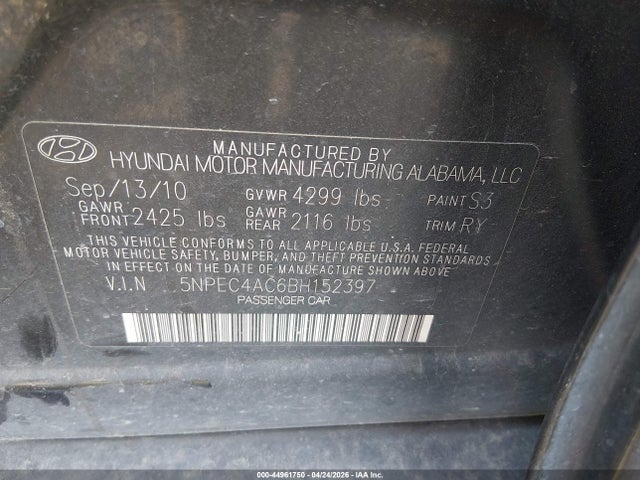 MANUFACTURED BY
HYUNDAI MOTOR MANUFACTURING ALABAMA, LLC
Sep/13/10 GVWR 4299 lbs PAINT S3
GAWR FRONT 2425 lbs GAWR REAR 2116 lbs TRIM RY
THIS VEHICLE CONFORMS TO ALL APPLICABLE U.S.A. FEDERAL
MOTOR VEHICLE SAFETY, BUMPER, AND THEFT PREVENTION STANDARDS
IN EFFECT ON THE DATE OF MANUFACTURE SHOWN ABOVE
V.I.N 5NPEC4AC6BH152397
PASSENGER CAR
000-44961750 - 04/24/2026 - IAA Inc.